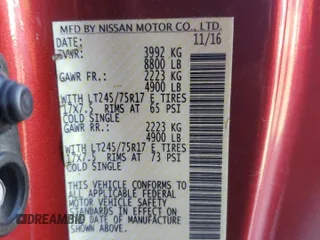 MFD BY NISSAN MOTOR CO., LTD.
DATE: 11/16
GVWR: 3992 KG
8800 LB
GAWR FR.: 2223 KG
4900 LB
WITH LT245/75R17 E TIRES
17x7.5 RIMS AT 65 PSI
COLD SINGLE
GAWR RR.: 2223 KG
4900 LB
WITH LT245/75R17 E TIRES
17x7.5 RIMS AT 73 PSI
COLD SINGLE
THIS VEHICLE CONFORMS TO
ALL APPLICABLE FEDERAL
MOTOR VEHICLE SAFETY
STANDARDS IN EFFECT ON
THE DATE OF MANUFACTURE
SHOWN ABOVE.
DREAMBID